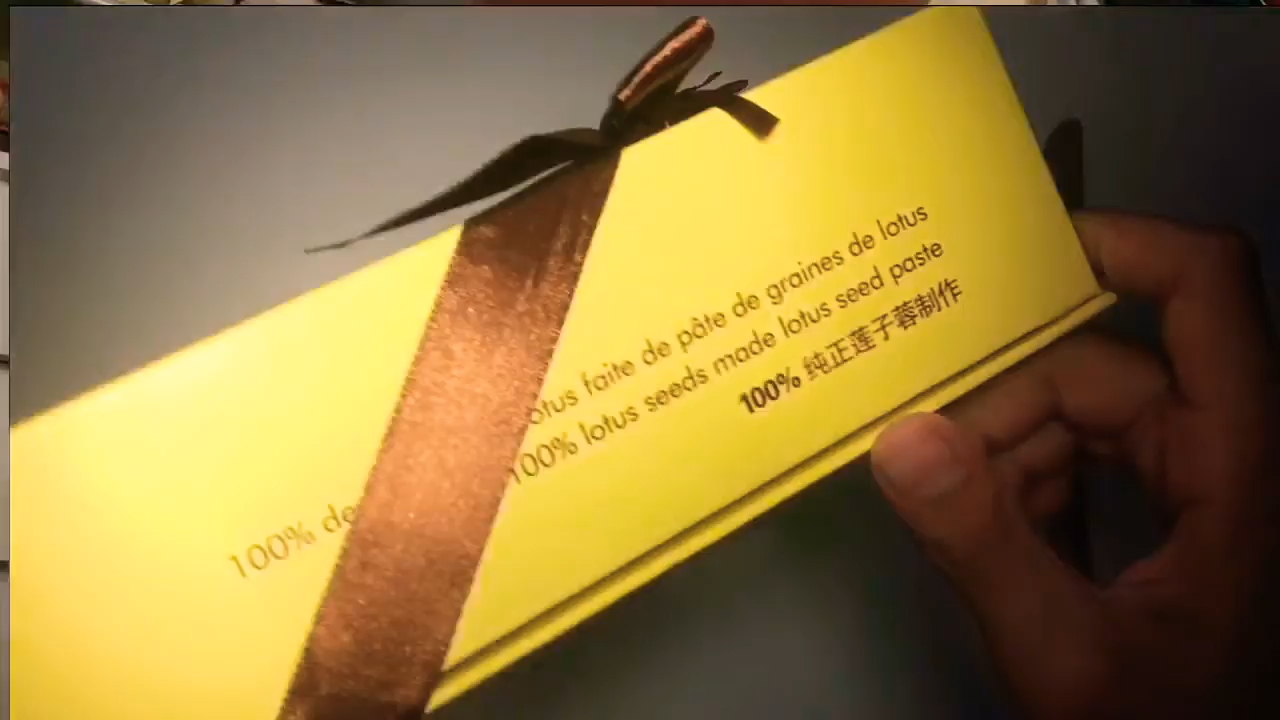 100% de lotus faite de pâte de graines de lotus
100% lotus seeds made lotus seed paste
100% 纯正莲子蓉制作